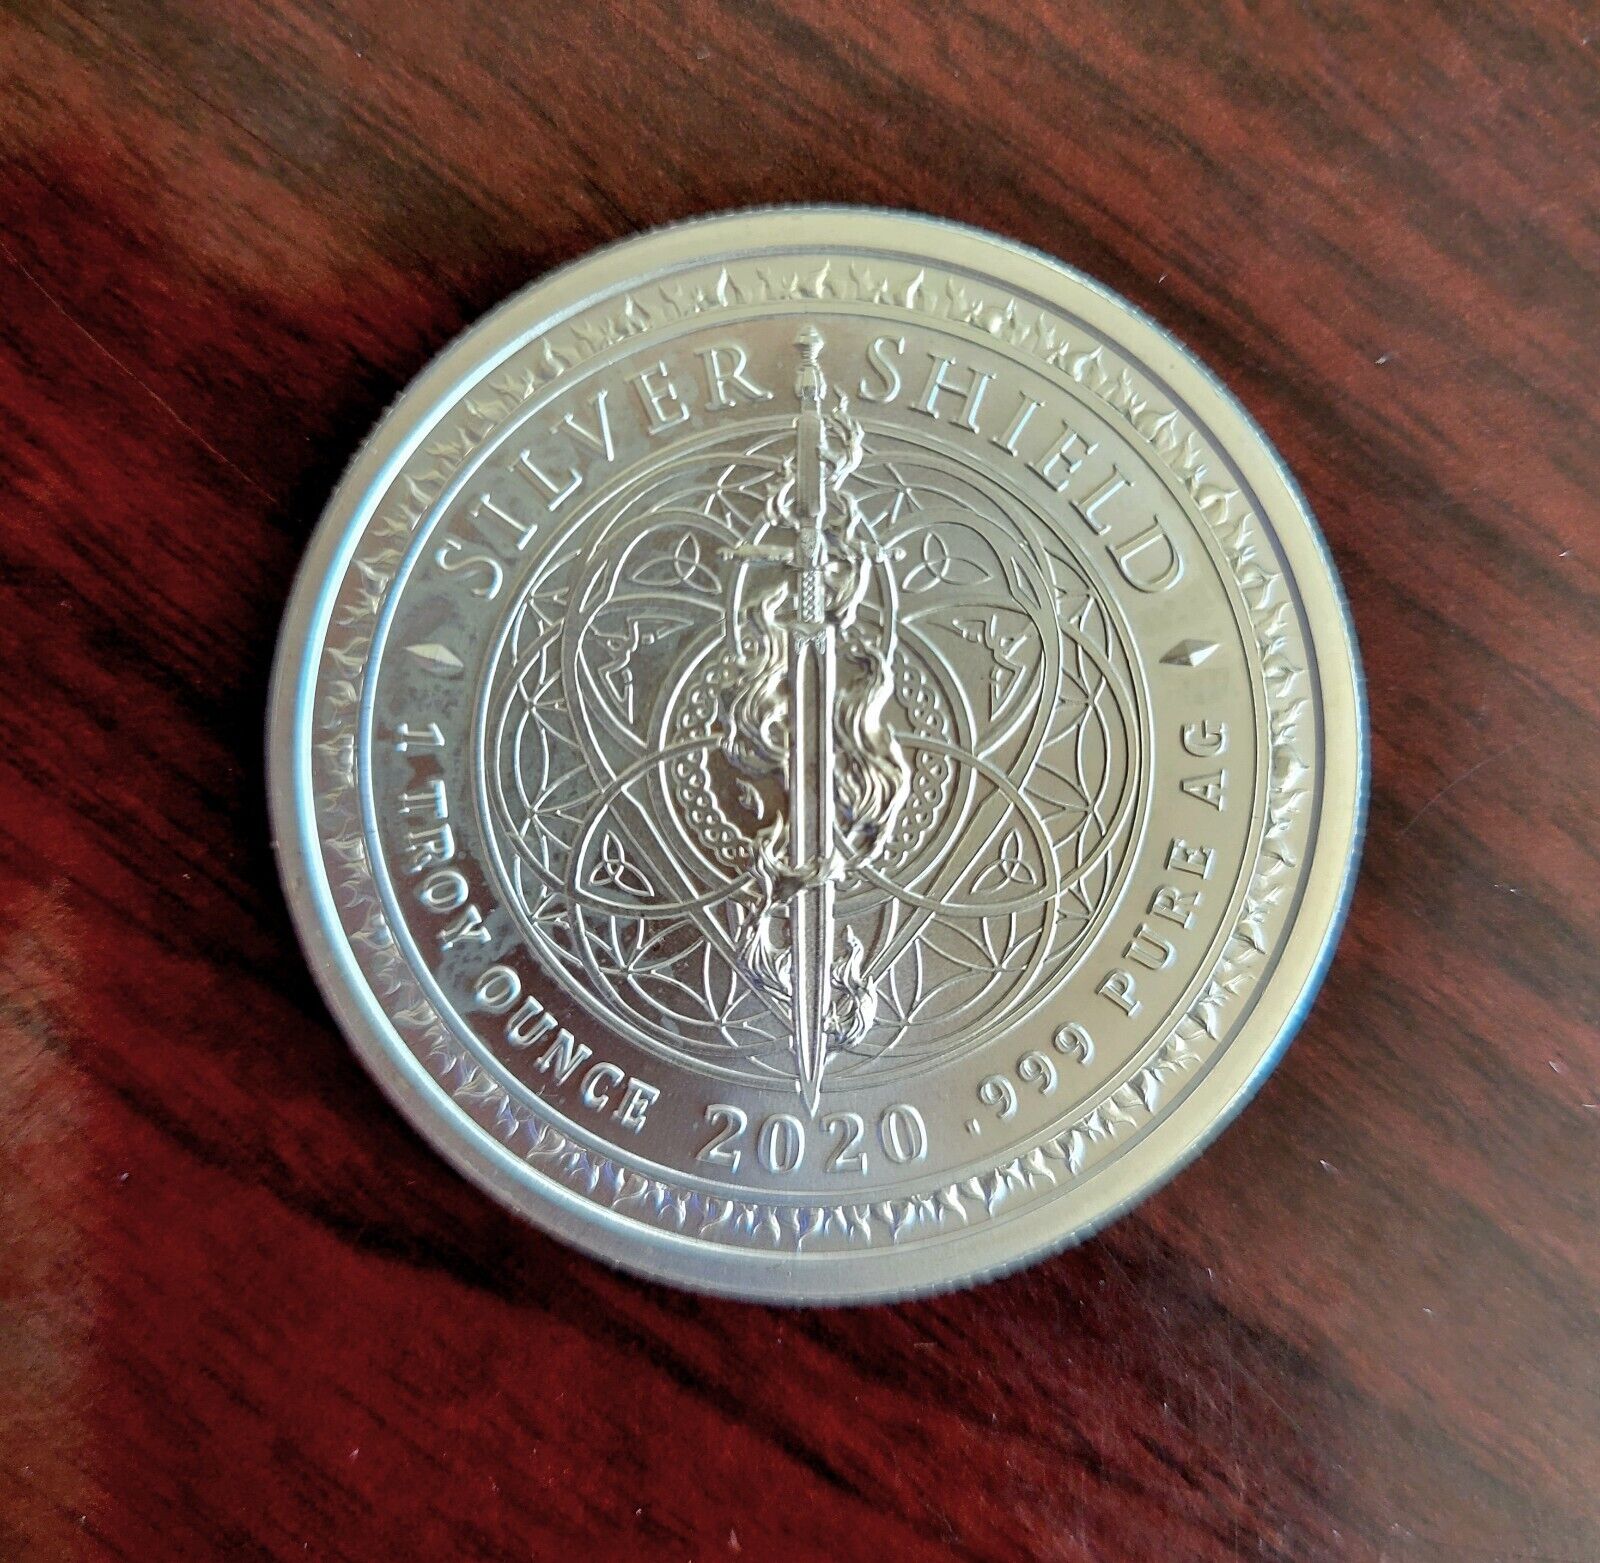 SILVER SHIELD
1 TROY OUNCE 2020 .999 PURE AG